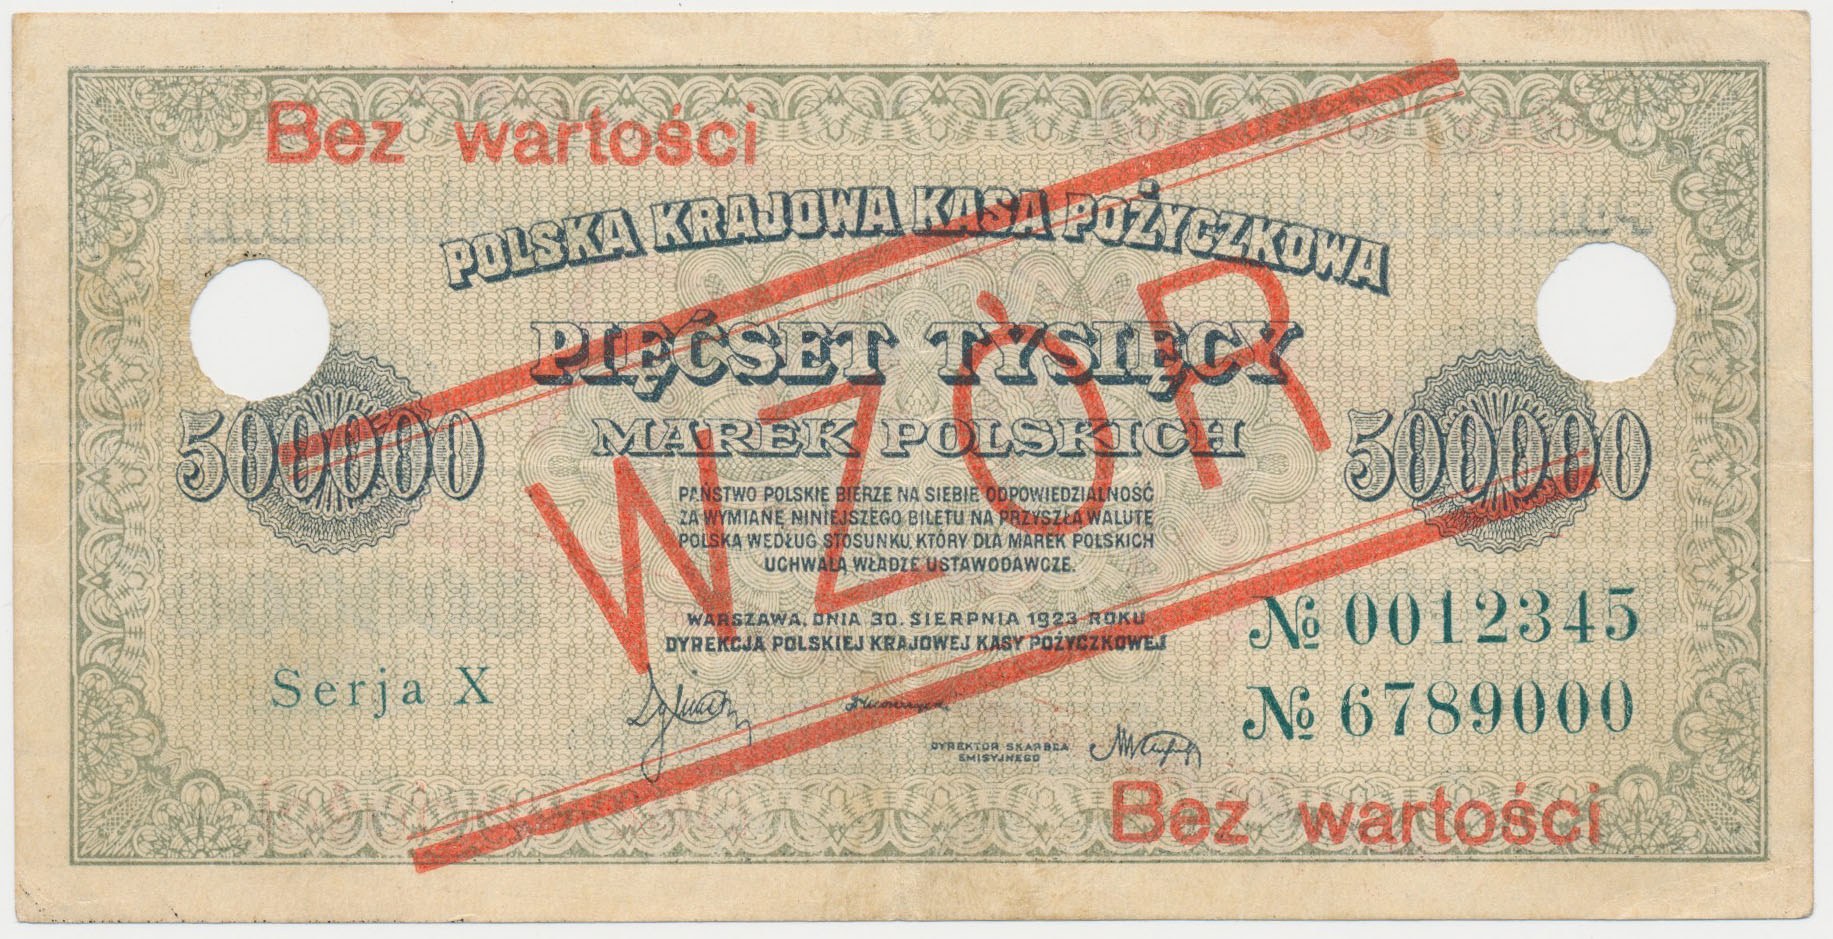 Bez wartości
POLSKA KRAJOWA KASA POŻYCZKOWA
PIĘĆSET TYSIĘCY
MAREK POLSKICH
500000
500000
WZÓR
PAŃSTWO POLSKIE BIERZE NA SIEBIE ODPOWIEDZIALNOŚĆ
ZA WYMIANĘ NINIEJSZEGO BILETU NA PRZYSZŁĄ WALUTĘ
POLSKĄ WEDŁUG STOSUNKU, KTÓRY DLA MAREK POLSKICH
UCHWALĄ WŁADZE USTAWODAWCZE.
WARSZAWA, DNIA 30. SIERPNIA 1923 ROKU
DYREKCJA POLSKIEJ KRAJOWEJ KASY POŻYCZKOWEJ
№ 0012345
Serja X
№ 6789000
DYREKTOR SKARBCA
EMISYJNEGO
Bez wartości